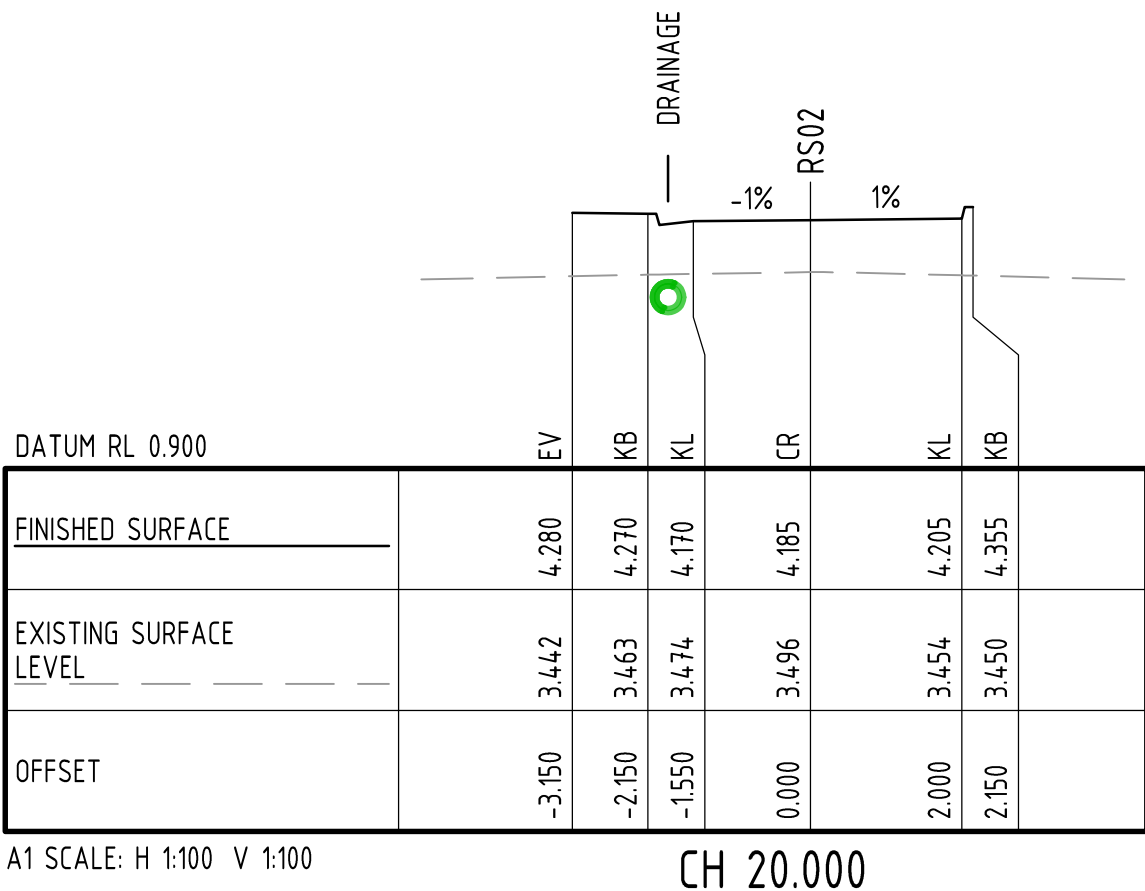 DRAINAGE
RS02
-1%
1%
DATUM RL 0.900
EV
KB
KL
CR
KL
KB
FINISHED SURFACE
4.280
4.270
4.170
4.185
4.205
4.355
EXISTING SURFACE
LEVEL
3.442
3.463
3.474
3.496
3.454
3.450
OFFSET
-3.150
-2.150
-1.550
0.000
2.000
2.150
A1 SCALE: H 1:100 V 1:100
CH 20.000